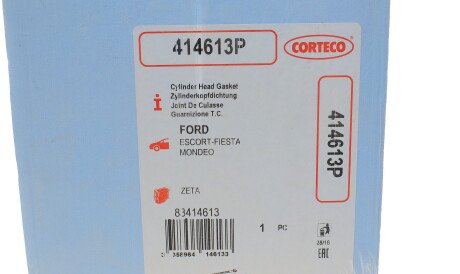 414613P
CORTECO
Cylinder Head Gasket
Zylinderkopfdichtung
Joint De Culasse
Guarnizione T.C.
FORD
ESCORT-FIESTA
MONDEO
414613P
ZETA
83414613
1 PC
EAC